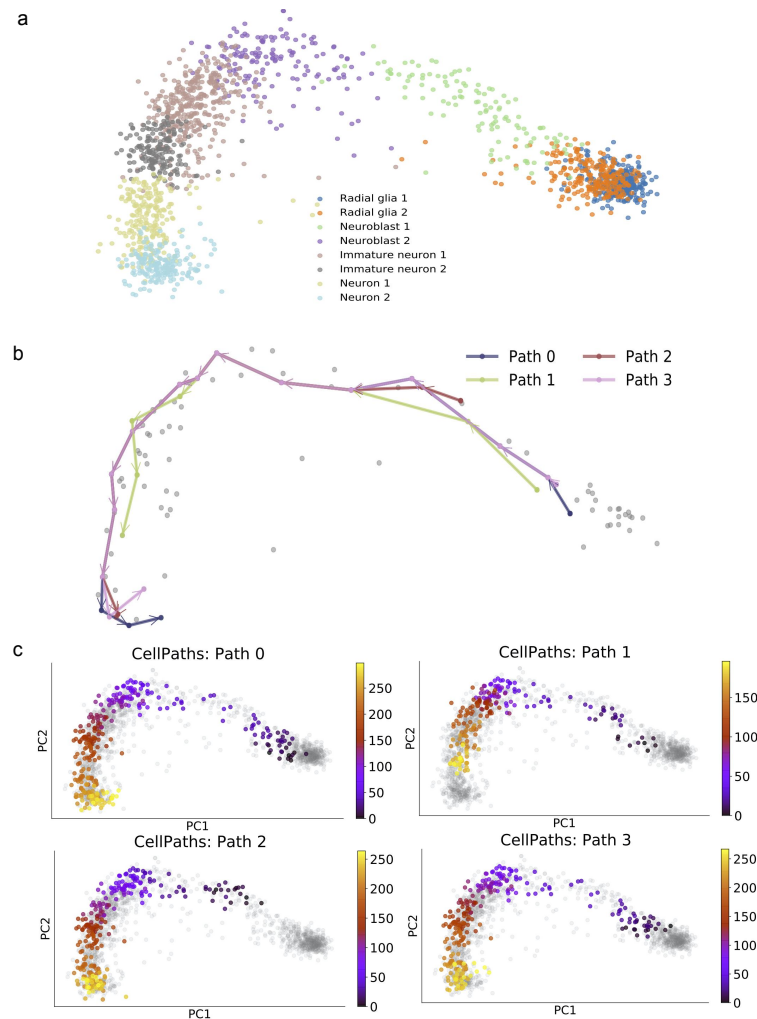 a
Radial glia 1
Radial glia 2
Neuroblast 1
Neuroblast 2
Immature neuron 1
Immature neuron 2
Neuron 1
Neuron 2
b
Path 0
Path 2
Path 1
Path 3
c
CellPaths: Path 0
PC2
PC1
250
200
150
100
50
0
CellPaths: Path 1
PC2
PC1
150
100
50
0
CellPaths: Path 2
PC2
PC1
250
200
150
100
50
0
CellPaths: Path 3
PC2
PC1
250
200
150
100
50
0